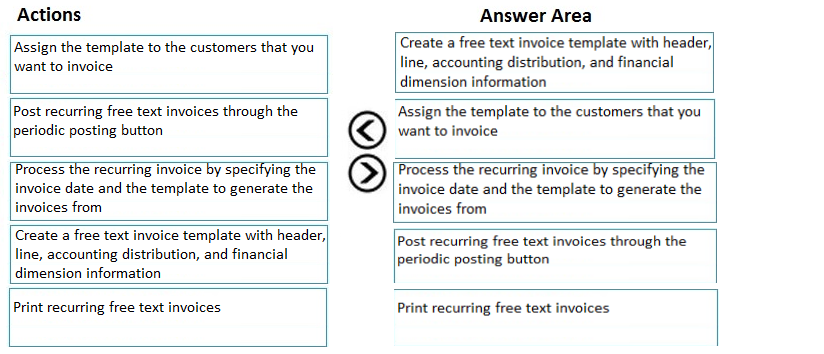 Actions
Assign the template to the customers that you
want to invoice
Post recurring free text invoices through the
periodic posting button
Process the recurring invoice by specifying the
invoice date and the template to generate the
invoices from
Create a free text invoice template with header,
line, accounting distribution, and financial
dimension information
Print recurring free text invoices
Answer Area
Create a free text invoice template with header,
line, accounting distribution, and financial
dimension information
Assign the template to the customers that you
want to invoice
Process the recurring invoice by specifying the
invoice date and the template to generate the
invoices from
Post recurring free text invoices through the
periodic posting button
Print recurring free text invoices